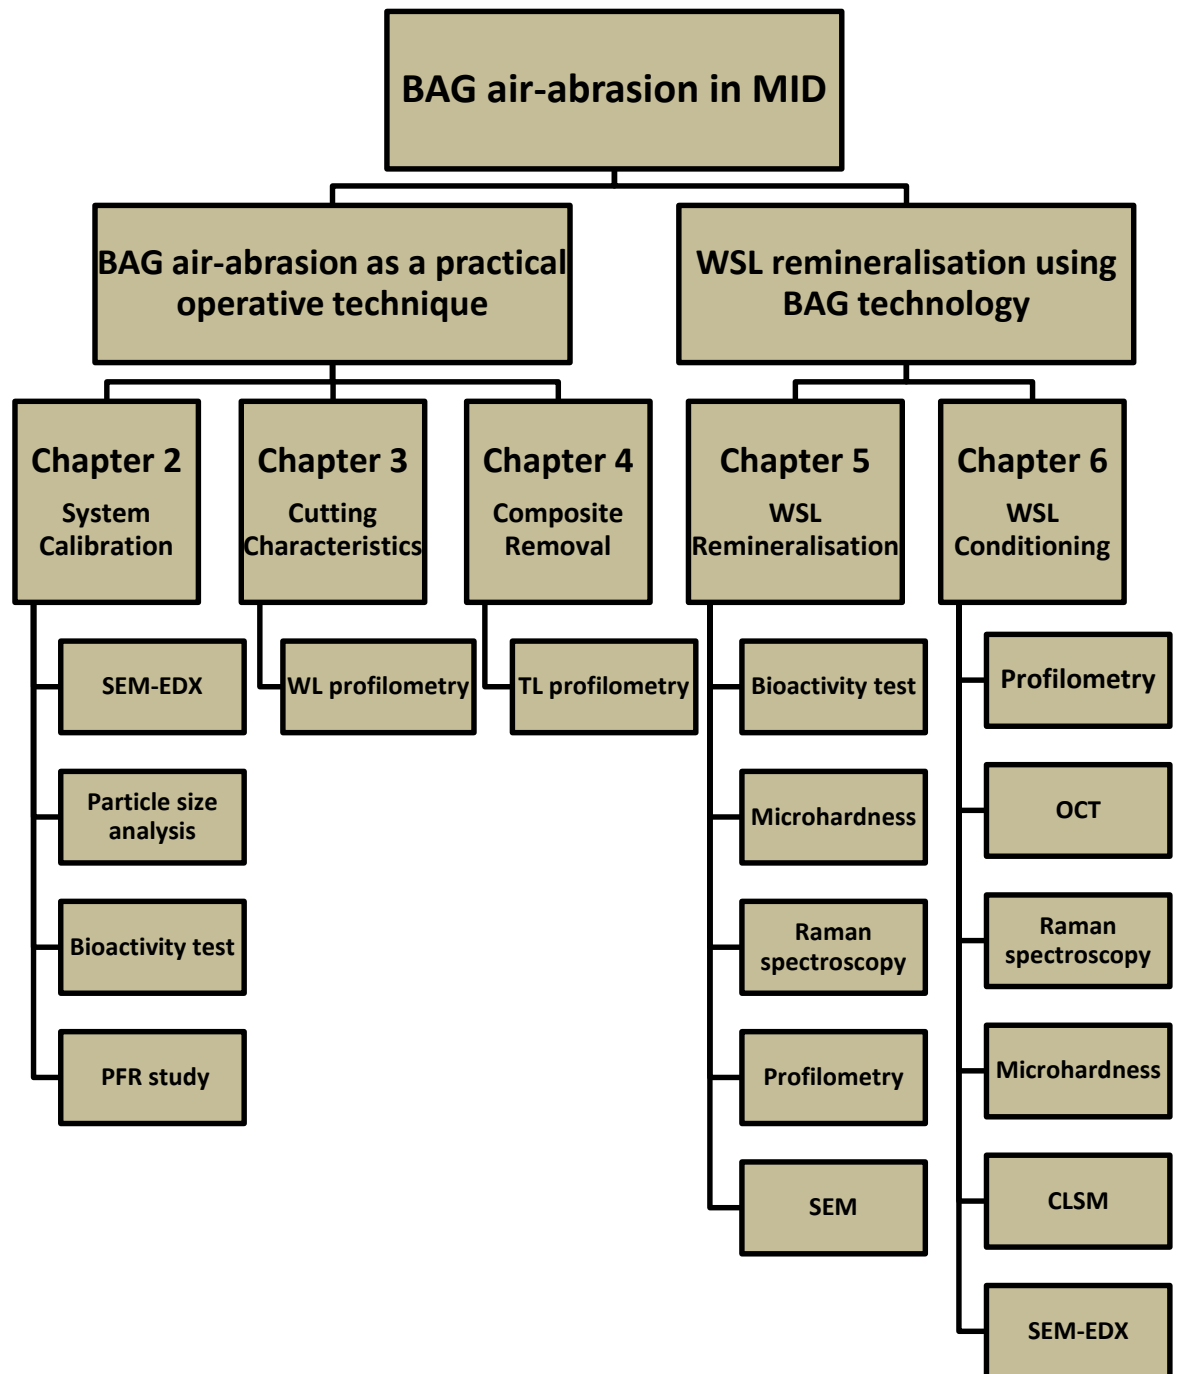 BAG air-abrasion in MID
BAG air-abrasion as a practical
operative technique
WSL remineralisation using
BAG technology
Chapter 2
System
Calibration
SEM-EDX
Particle size
analysis
Bioactivity test
PFR study
Chapter 3
Cutting
Characteristics
WL profilometry
Chapter 4
Composite
Removal
TL profilometry
Chapter 5
WSL
Remineralisation
Bioactivity test
Microhardness
Raman
spectroscopy
Profilometry
SEM
Chapter 6
WSL
Conditioning
Profilometry
OCT
Raman
spectroscopy
Microhardness
CLSM
SEM-EDX